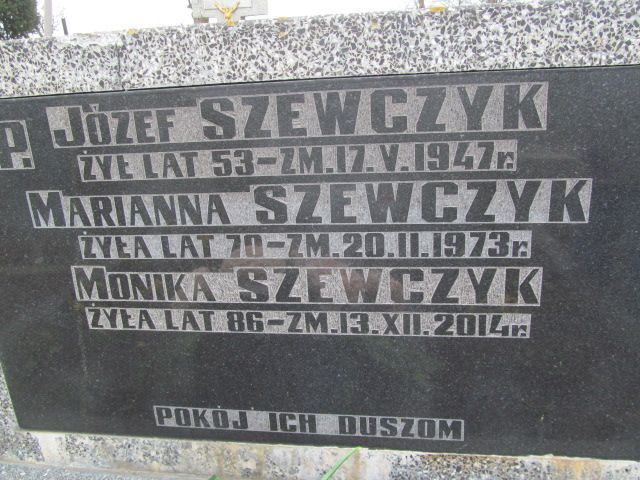 P. JÓZEF SZEWCZYK
ŻYŁ LAT 53-ZM.17.V.1947r.
MARIANNA SZEWCZYK
ŻYŁA LAT 70-ZM.20.II.1973r.
MONIKA SZEWCZYK
ŻYŁA LAT 86-ZM.13.XII.2014r.
POKÓJ ICH DUSZOM